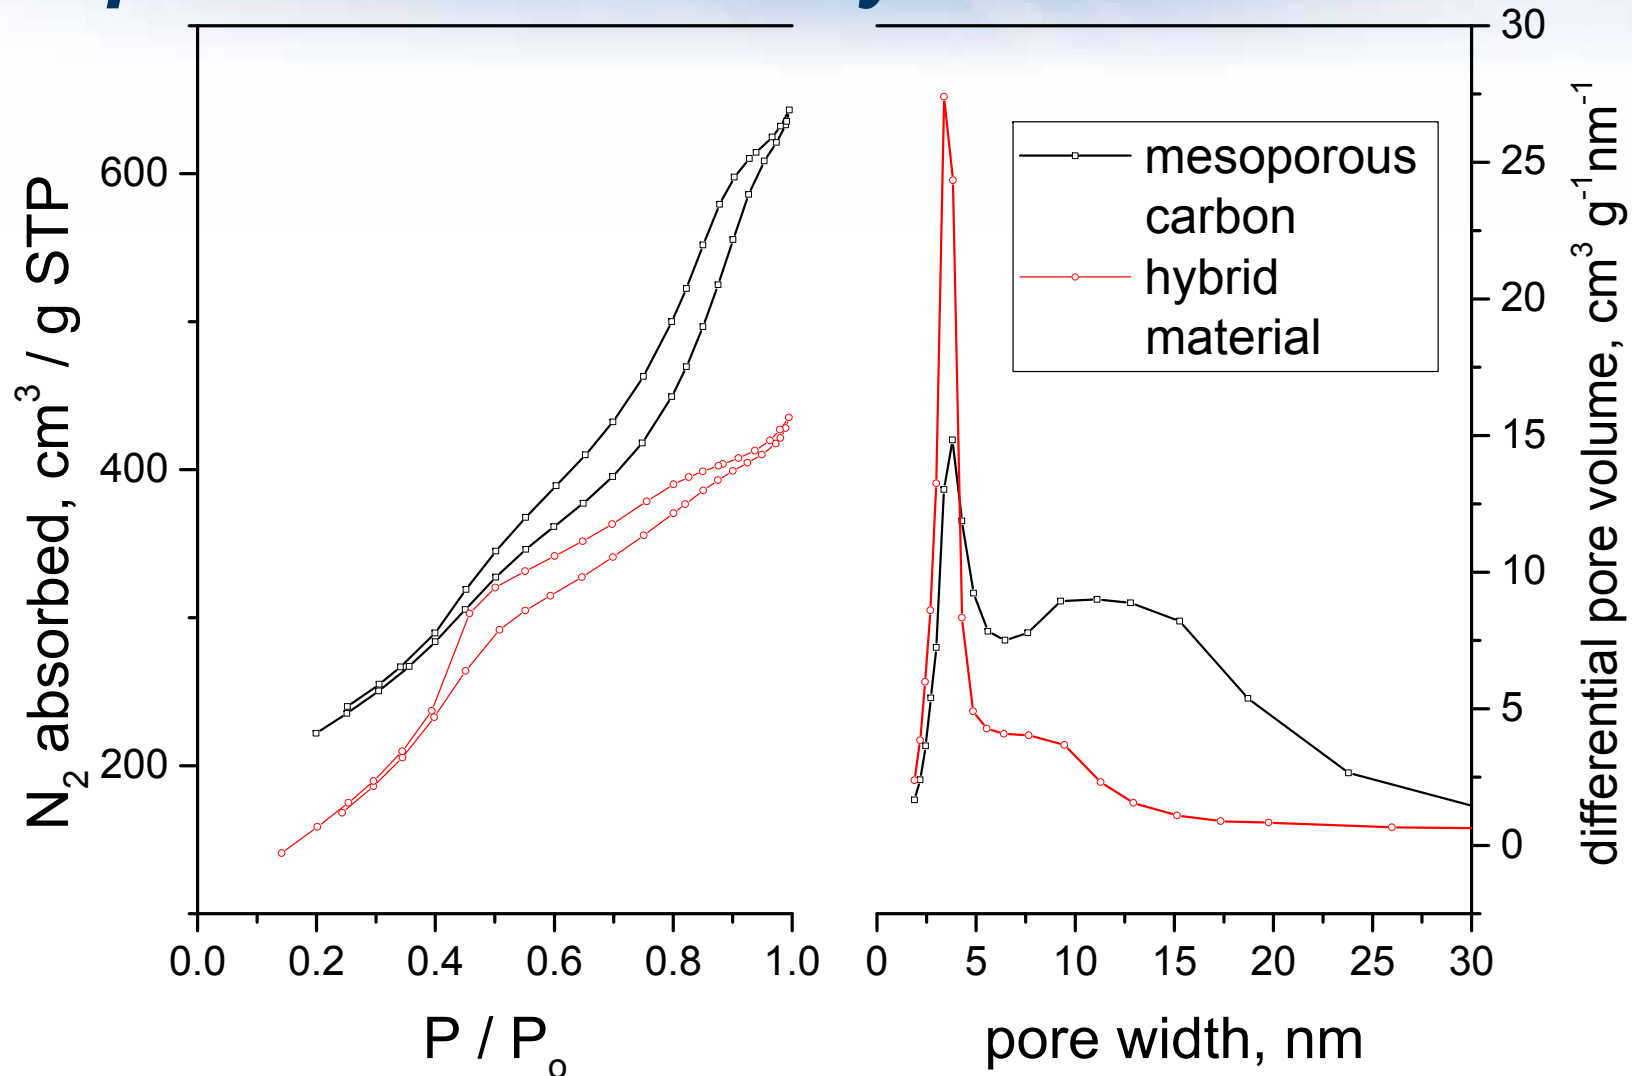 N2 absorbed, cm3 / g STP
600
400
200
0.0 0.2 0.4 0.6 0.8 1.0
P / Po
mesoporous
carbon
hybrid
material
30
25
20
15
10
5
0
differential pore volume, cm3 g-1nm-1
0 5 10 15 20 25 30
pore width, nm